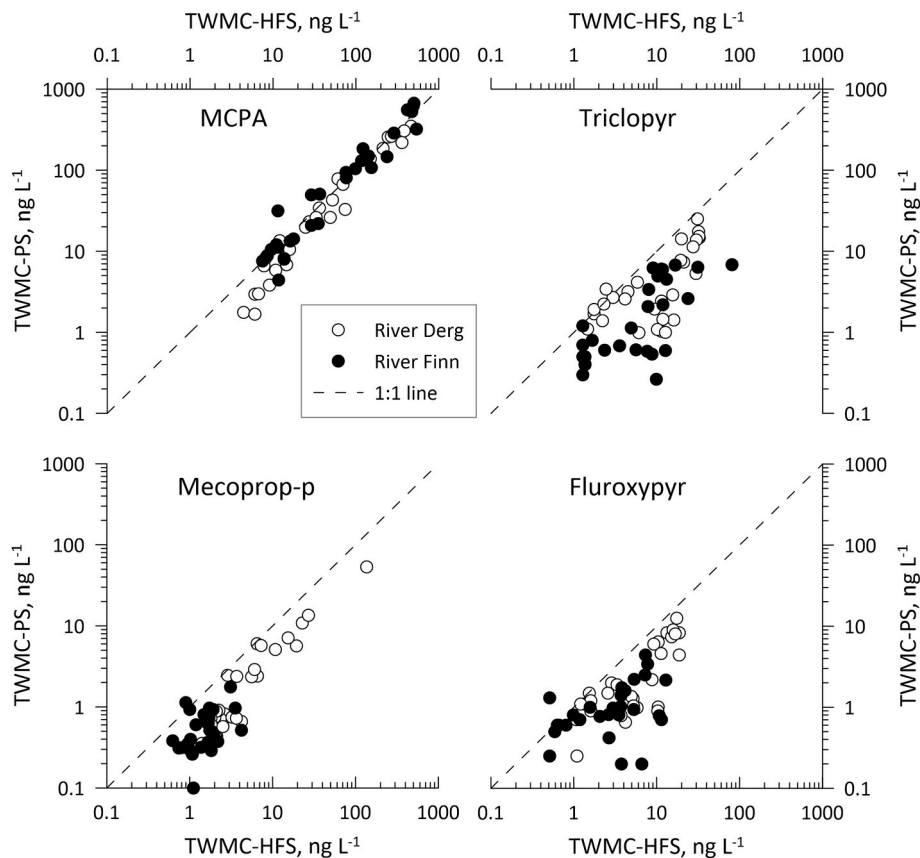 TWMC-HFS, ng L⁻¹ TWMC-HFS, ng L⁻¹
0.1 1 10 100 1000 0.1 1 10 100 1000
1000 MCPA Triclopyr 1000
100 100
10 10
1 1
0.1 0.1
TWMC-PS, ng L⁻¹ TWMC-PS, ng L⁻¹
River Derg
River Finn
1:1 line
1000 Mecoprop-p Fluroxypyr 1000
100 100
10 10
1 1
0.1 0.1
TWMC-PS, ng L⁻¹ TWMC-PS, ng L⁻¹
0.1 1 10 100 1000 0.1 1 10 100 1000
TWMC-HFS, ng L⁻¹ TWMC-HFS, ng L⁻¹